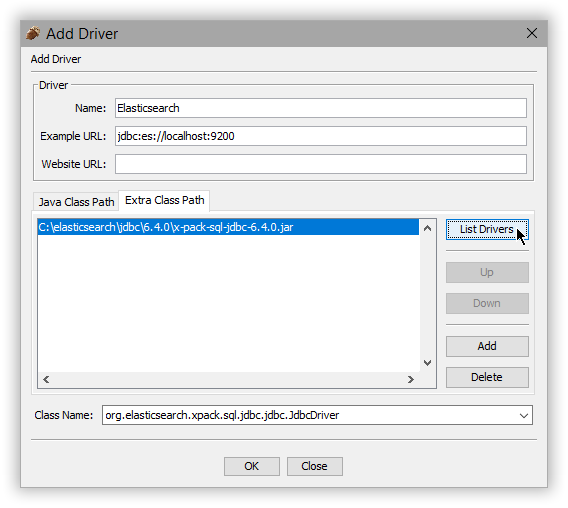 Add Driver
Add Driver
Driver
Name: Elasticsearch
Example URL: jdbc:es://localhost:9200
Website URL:
Java Class Path Extra Class Path
C:\elasticsearch\jdbc\6.4.0\x-pack-sql-jdbc-6.4.0.jar
List Drivers
Up
Down
Add
Delete
Class Name: org.elasticsearch.xpack.sql.jdbc.jdbc.JdbcDriver
OK Close